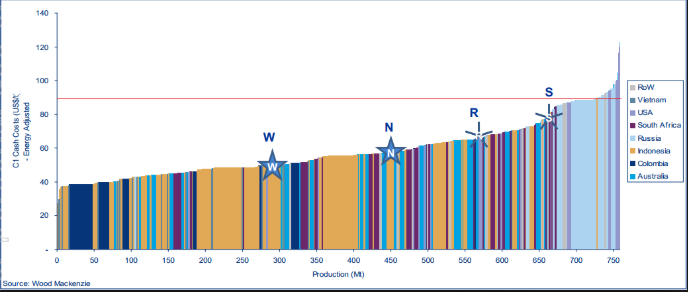 140
120
100
80
60
40
20
-
C1 Cash Costs (US$/t;
- Energy Adjusted
W
W
N
N
R
S
S
0
50
100
150
200
250
300
350
400
450
500
550
600
650
700
750
Production (Mt)
RoW
Vietnam
USA
South Africa
Russia
Indonesia
Colombia
Australia
Source: Wood Mackenzie